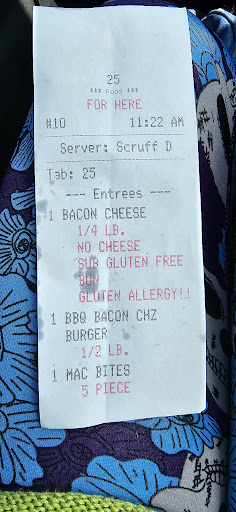 25
*** Food ***
FOR HERE
#10 11:22 AM
Server: Scruff D
Tab: 25
--- Entrees ---
1 BACON CHEESE
1/4 LB.
NO CHEESE
SUB GLUTEN FREE
BUN
GLUTEN ALLERGY!!
1 BBQ BACON CHZ
BURGER
1/2 LB.
1 MAC BITES
5 PIECE